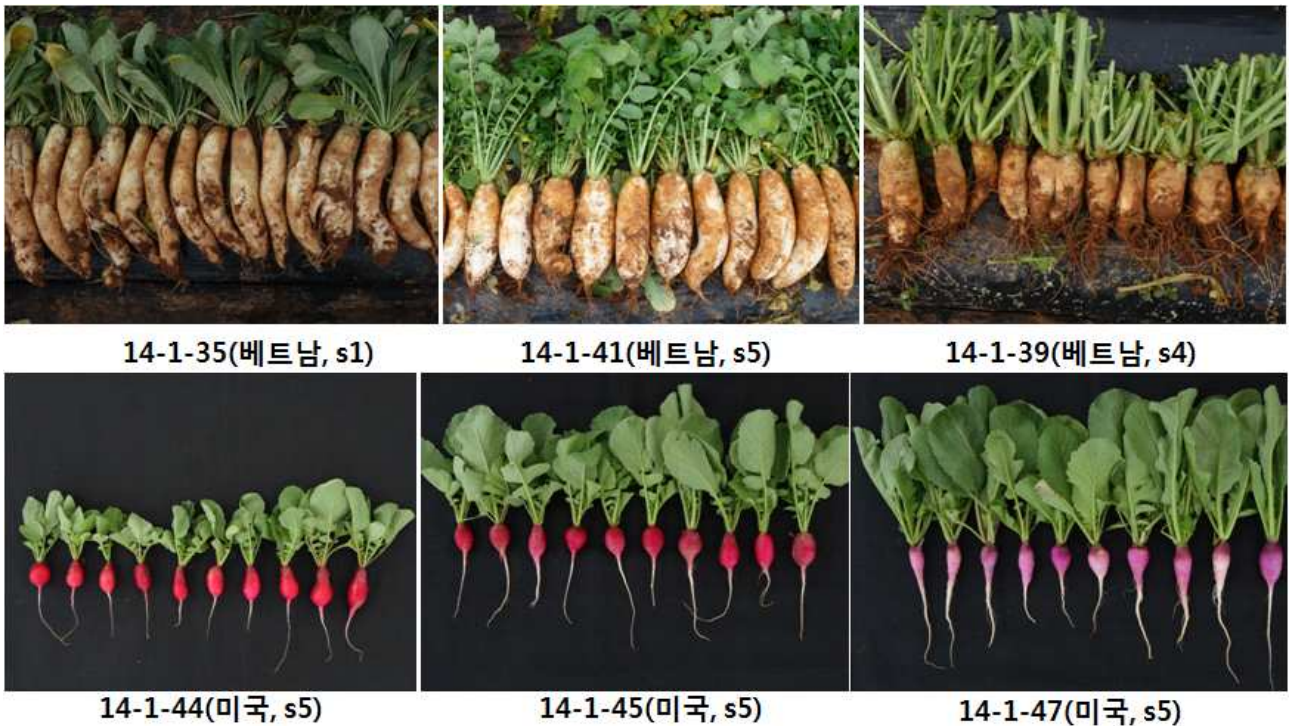 14-1-35(베트남, s1)
14-1-41(베트남, s5)
14-1-39(베트남, s4)
14-1-44(미국, s5)
14-1-45(미국, s5)
14-1-47(미국, s5)